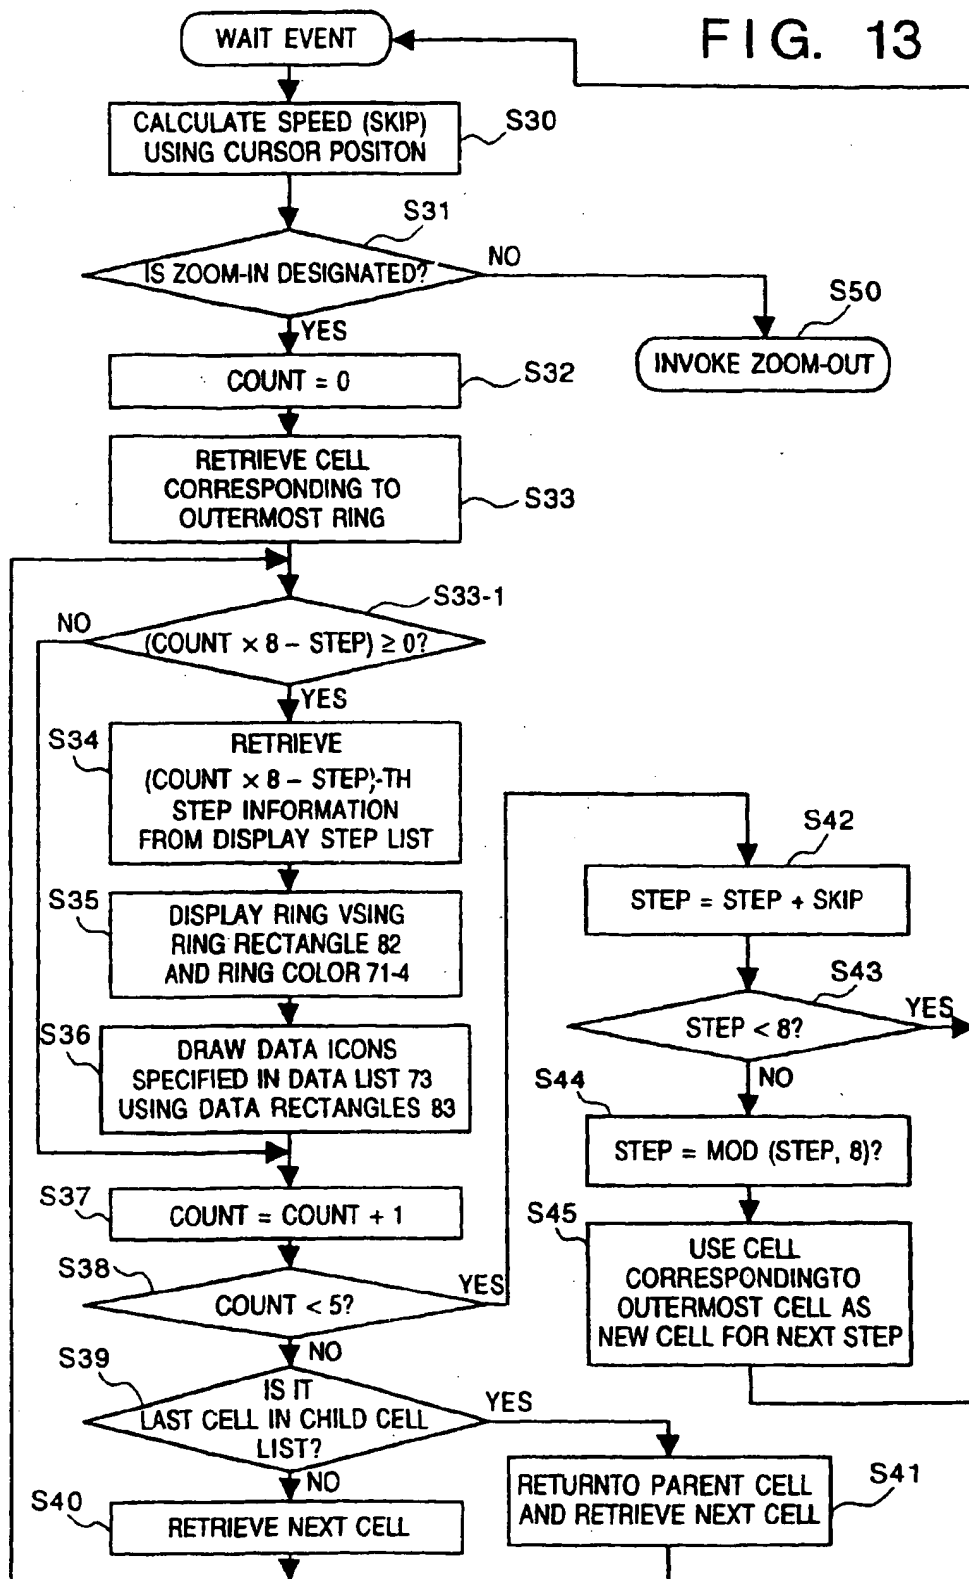 FIG. 13
WAIT EVENT
CALCULATE SPEED (SKIP)
USING CURSOR POSITON
S30
S31
IS ZOOM-IN DESIGNATED?
NO
YES
S50
INVOKE ZOOM-OUT
COUNT = 0
S32
RETRIEVE CELL
CORRESPONDING TO
OUTERMOST RING
S33
S33-1
NO
(COUNT × 8 – STEP) ≥ 0?
YES
S34
RETRIEVE
(COUNT × 8 – STEP)-TH
STEP INFORMATION
FROM DISPLAY STEP LIST
S35
DISPLAY RING VSING
RING RECTANGLE 82
AND RING COLOR 71-4
S36
DRAW DATA ICONS
SPECIFIED IN DATA LIST 73
USING DATA RECTANGLES 83
S37
COUNT = COUNT + 1
S38
COUNT < 5?
YES
NO
S39
IS IT
LAST CELL IN CHILD CELL
LIST?
YES
NO
S40
RETRIEVE NEXT CELL
RETURNTO PARENT CELL
AND RETRIEVE NEXT CELL
S41
S42
STEP = STEP + SKIP
S43
STEP < 8?
YES
NO
S44
STEP = MOD (STEP, 8)?
S45
USE CELL
CORRESPONDINGTO
OUTERMOST CELL AS
NEW CELL FOR NEXT STEP